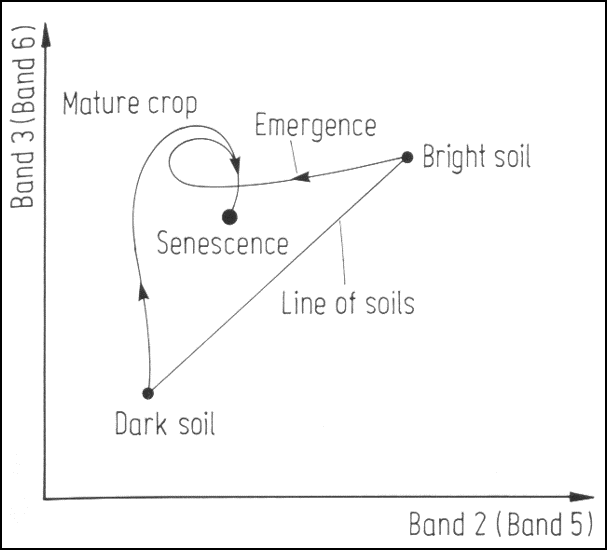 Band 3 (Band 6)
Mature crop
Emergence
Bright soil
Senescence
Line of soils
Dark soil
Band 2 (Band 5)